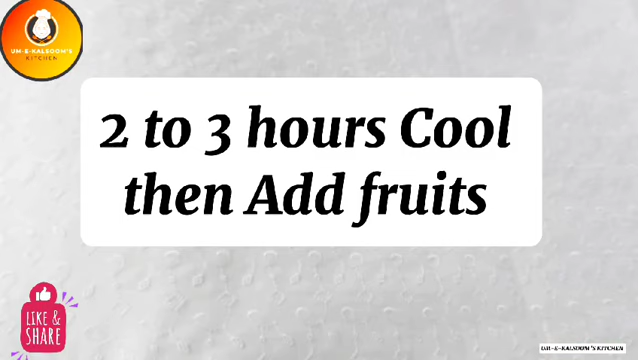 UM-E-KALSOOM'S
KITCHEN
2 to 3 hours Cool
then Add fruits
LIKE &
SHARE
UM-E-KALSOOM'S KITCHEN